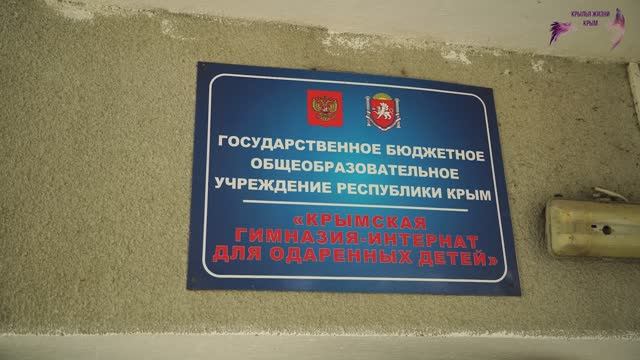 КРЫЛЬЯ ЖИЗНИ
КРЫМ
ГОСУДАРСТВЕННОЕ БЮДЖЕТНОЕ
ОБЩЕОБРАЗОВАТЕЛЬНОЕ
УЧРЕЖДЕНИЕ РЕСПУБЛИКИ КРЫМ
«КРЫМСКАЯ
ГИМНАЗИЯ-ИНТЕРНАТ
ДЛЯ ОДАРЕННЫХ ДЕТЕЙ»